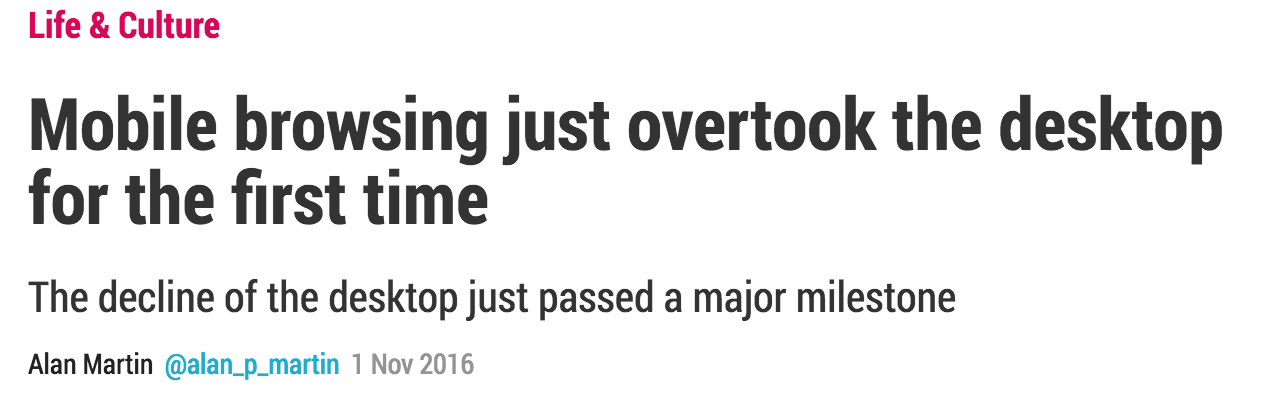 Life & Culture
Mobile browsing just overtook the desktop
for the first time
The decline of the desktop just passed a major milestone
Alan Martin @alan_p_martin 1 Nov 2016